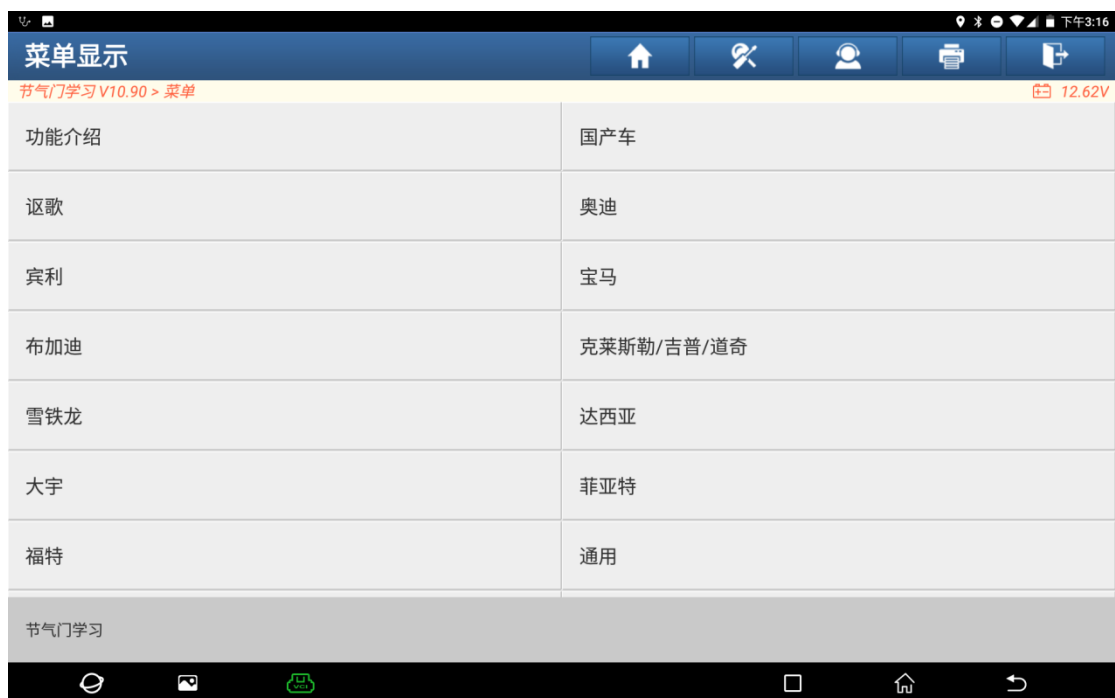 下午3:16
菜单显示
节气门学习 V10.90 > 菜单
12.62V
功能介绍
国产车
讴歌
奥迪
宾利
宝马
布加迪
克莱斯勒/吉普/道奇
雪铁龙
达西亚
大宇
菲亚特
福特
通用
节气门学习
VCI